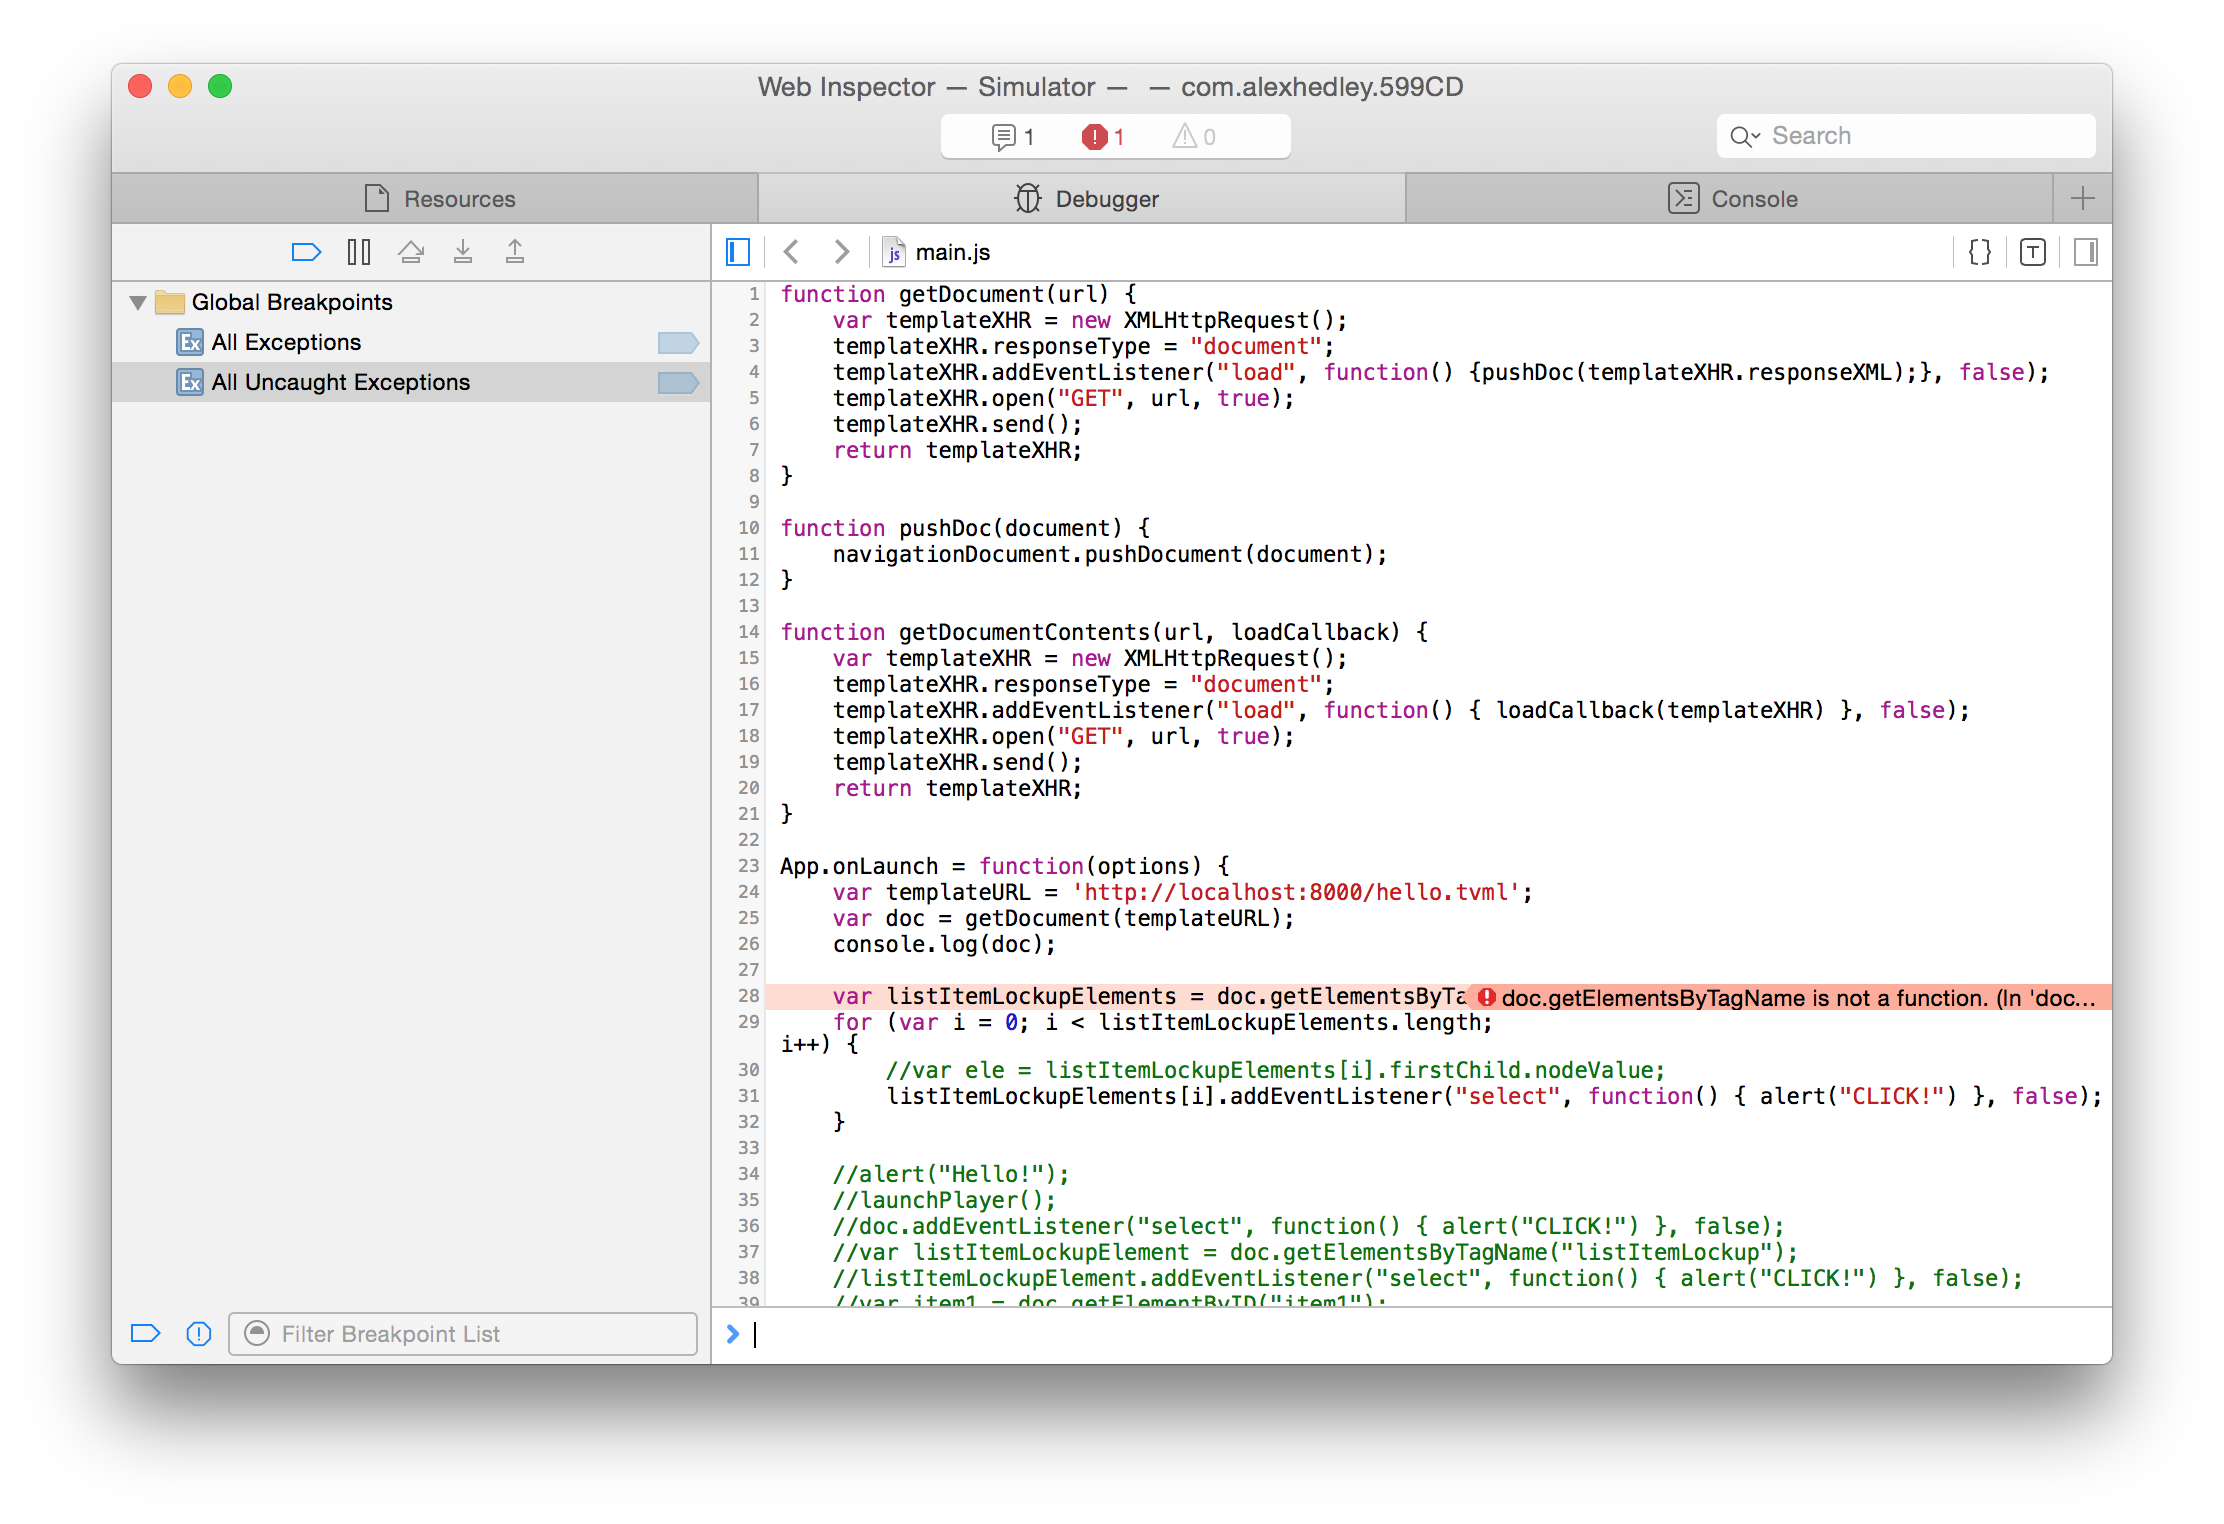 Web Inspector — Simulator — — com.alexhedley.599CD
1 1 0
Search
Resources
Debugger
Console
main.js
{} T
Global Breakpoints
Ex All Exceptions
Ex All Uncaught Exceptions
1 function getDocument(url) {
2 var templateXHR = new XMLHttpRequest();
3 templateXHR.responseType = "document";
4 templateXHR.addEventListener("load", function() {pushDoc(templateXHR.responseXML);}, false);
5 templateXHR.open("GET", url, true);
6 templateXHR.send();
7 return templateXHR;
8 }
9
10 function pushDoc(document) {
11 navigationDocument.pushDocument(document);
12 }
13
14 function getDocumentContents(url, loadCallback) {
15 var templateXHR = new XMLHttpRequest();
16 templateXHR.responseType = "document";
17 templateXHR.addEventListener("load", function() { loadCallback(templateXHR) }, false);
18 templateXHR.open("GET", url, true);
19 templateXHR.send();
20 return templateXHR;
21 }
22
23 App.onLaunch = function(options) {
24 var templateURL = 'http://localhost:8000/hello.tvml';
25 var doc = getDocument(templateURL);
26 console.log(doc);
27
28 var listItemLockupElements = doc.getElementsByTa doc.getElementsByTagName is not a function. (In 'doc...
29 for (var i = 0; i < listItemLockupElements.length;
i++) {
30 //var ele = listItemLockupElements[i].firstChild.nodeValue;
31 listItemLockupElements[i].addEventListener("select", function() { alert("CLICK!") }, false);
32 }
33
34 //alert("Hello!");
35 //launchPlayer();
36 //doc.addEventListener("select", function() { alert("CLICK!") }, false);
37 //var listItemLockupElement = doc.getElementsByTagName("listItemLockup");
38 //listItemLockupElement.addEventListener("select", function() { alert("CLICK!") }, false);
39 //var item1 = doc.getElementByID("item1");
Filter Breakpoint List